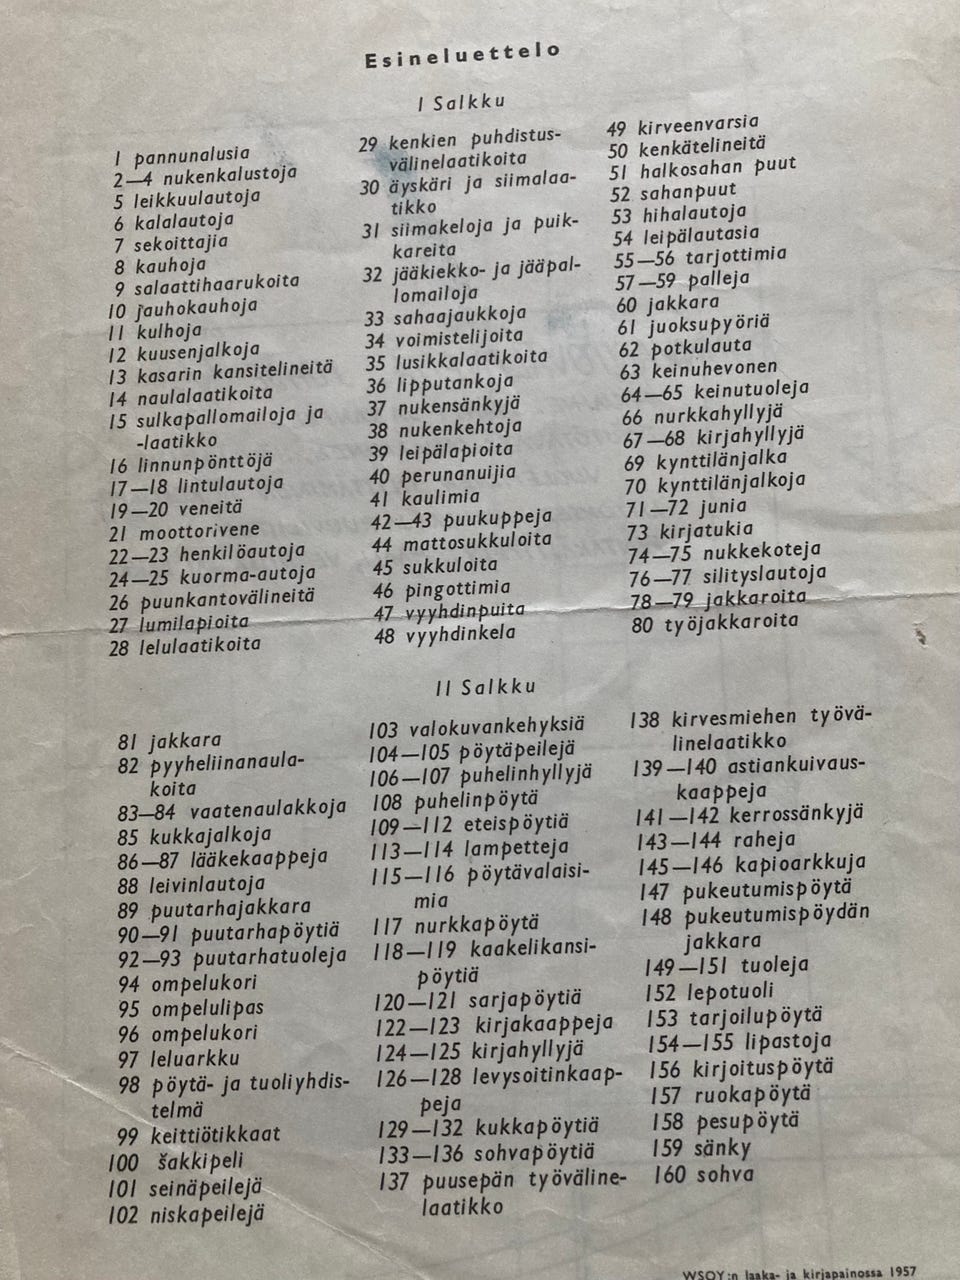 Esineluettelo
I Salkku
1 pannunalusia
2—4 nukenkalustoja
5 leikkuulautoja
6 kalalautoja
7 sekoittajia
8 kauhoja
9 salaattihaarukoita
10 jauhokauhoja
11 kulhoja
12 kuusenjalkoja
13 kasarin kansitelineitä
14 naulalaatikoita
15 sulkapallomailoja ja
-laatikko
16 linnunpönttöjä
17—18 lintulautoja
19—20 veneitä
21 moottorivene
22—23 henkilöautoja
24—25 kuorma-autoja
26 puunkantovälineitä
27 lumilapioita
28 lelulaatikoita
29 kenkien puhdistus-
välinelaatikoita
30 äyskäri ja siimalaa-
tikko
31 siimakeloja ja puik-
kareita
32 jääkiekko- ja jääpal-
lomailoja
33 sahaajaukkoja
34 voimistelijoita
35 lusikkalaatikoita
36 lipputankoja
37 nukensänkyjä
38 nukenkehtoja
39 leipälapioita
40 perunanuijia
41 kaulimia
42—43 puukuppeja
44 mattosukkuloita
45 sukkuloita
46 pingottimia
47 vyyhdinpuita
48 vyyhdinkela
49 kirveenvarsia
50 kenkätelineitä
51 halkosahan puut
52 sahanpuut
53 hihalautoja
54 leipälautasia
55—56 tarjottimia
57—59 palleja
60 jakkara
61 juoksupyöriä
62 potkulauta
63 keinuhevonen
64—65 keinutuoleja
66 nurkkahyllyjä
67—68 kirjahyllyjä
69 kynttilänjalka
70 kynttilänjalkoja
71—72 junia
73 kirjatukia
74—75 nukkekoteja
76—77 silityslautoja
78—79 jakkaroita
80 työjakkaroita
II Salkku
81 jakkara
82 pyyheliinanaula-
koita
83—84 vaatenaulakkoja
85 kukkajalkoja
86—87 lääkekaappeja
88 leivinlautoja
89 puutarhajakkara
90—91 puutarhapöytiä
92—93 puutarhatuoleja
94 ompelukori
95 ompelulipas
96 ompelukori
97 leluarkku
98 pöytä- ja tuoliyhdis-
telmä
99 keittiötikkaat
100 šakkipeli
101 seinäpeilejä
102 niskapeilejä
103 valokuvankehyksiä
104—105 pöytäpeilejä
106—107 puhelinhyllyjä
108 puhelinpöytä
109—112 eteispöytiä
113—114 lampetteja
115—116 pöytävalaisi-
mia
117 nurkkapöytä
118—119 kaakelikansi-
pöytiä
120—121 sarjapöytiä
122—123 kirjakaappeja
124—125 kirjahyllyjä
126—128 levysoitinkaap-
peja
129—132 kukkapöytiä
133—136 sohvapöytiä
137 puusepän työväline-
laatikko
138 kirvesmiehen työvä-
linelaatikko
139—140 astiankuivaus-
kaappeja
141—142 kerrossänkyjä
143—144 raheja
145—146 kapioarkkuja
147 pukeutumispöytä
148 pukeutumispöydän
jakkara
149—151 tuoleja
152 lepotuoli
153 tarjoilupöytä
154—155 lipastoja
156 kirjoituspöytä
157 ruokapöytä
158 pesupöytä
159 sänky
160 sohva
WSOY:n laaka- ja kirjapainossa 1957